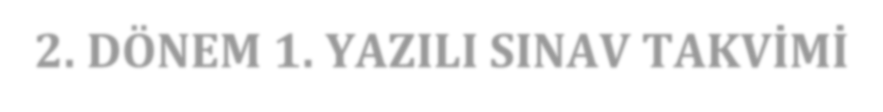 2. DÖNEM 1. YAZILI SINAV TAKVİMİ